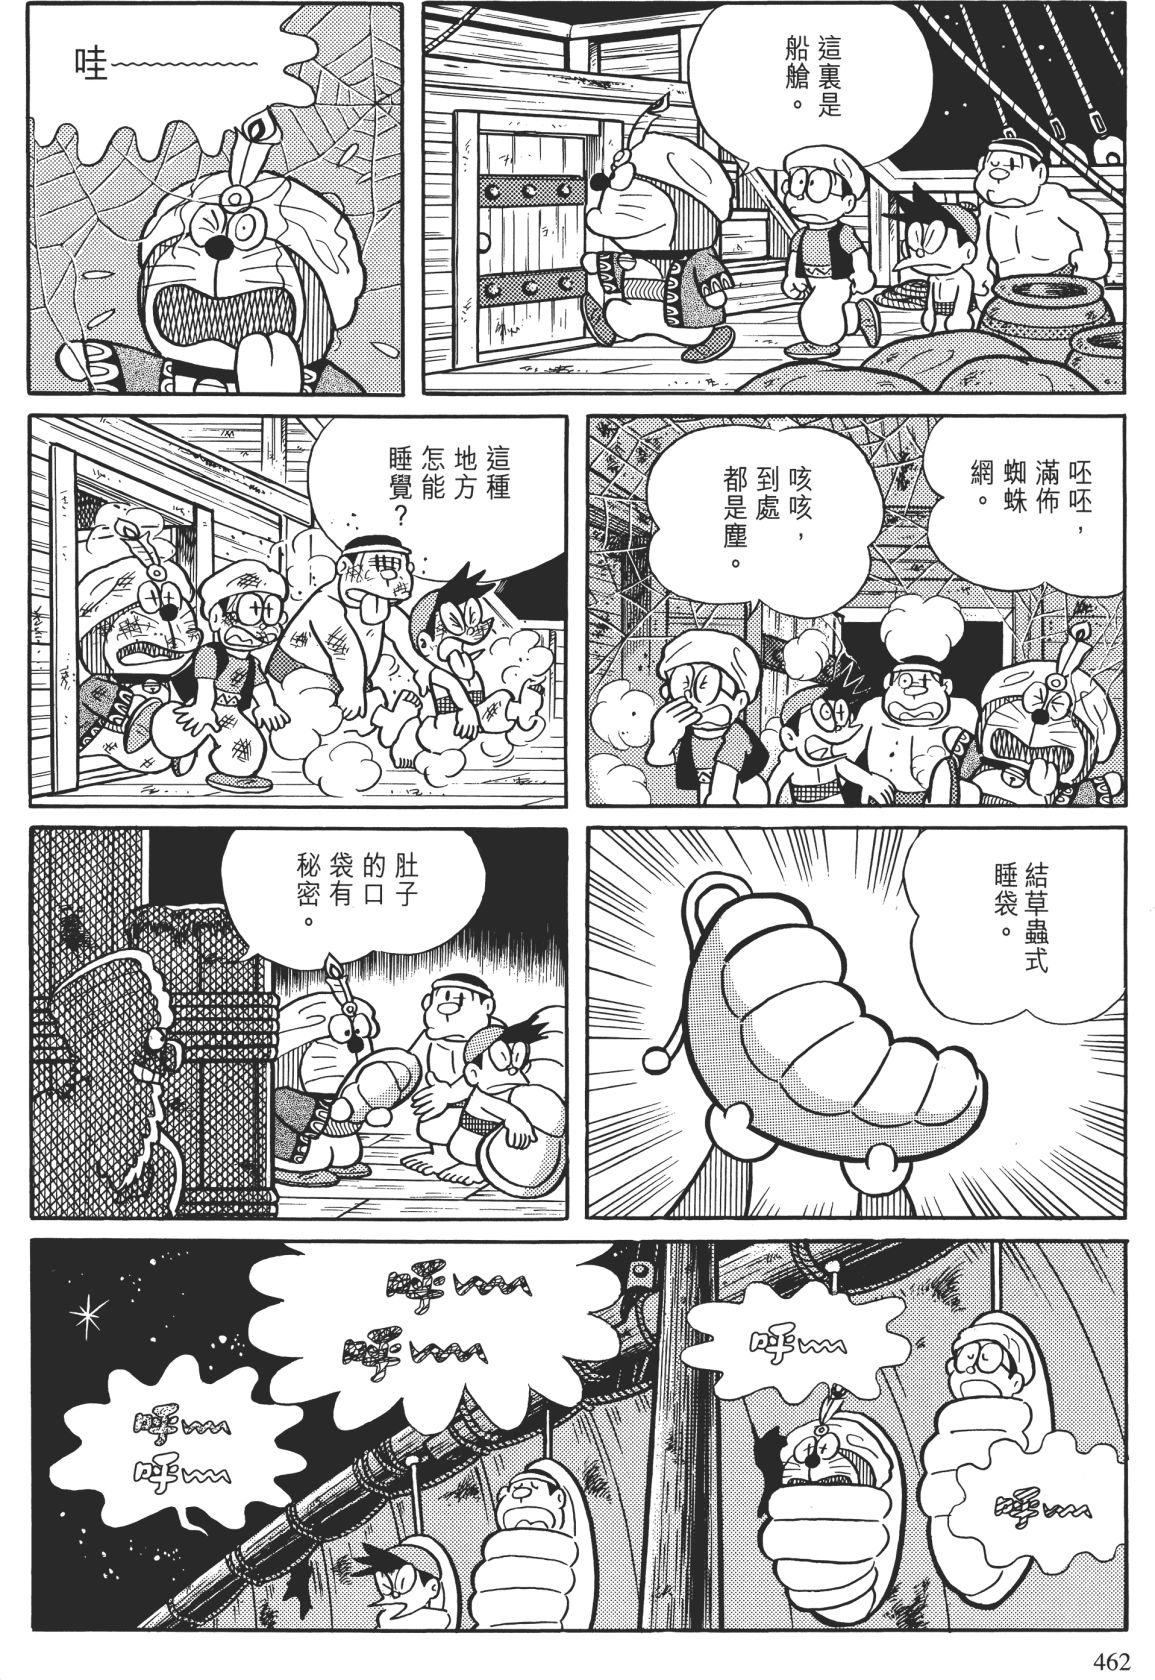 這裏是
船艙。
哇～
呸呸，
滿佈
蜘蛛
網。
咳咳，
到處
都是塵。
這種
地方
怎能
睡覺？
結草蟲式
睡袋。
肚子
的口
袋有
秘密。
呼～
呼～
呼～
呼～
呼～
呼～
462